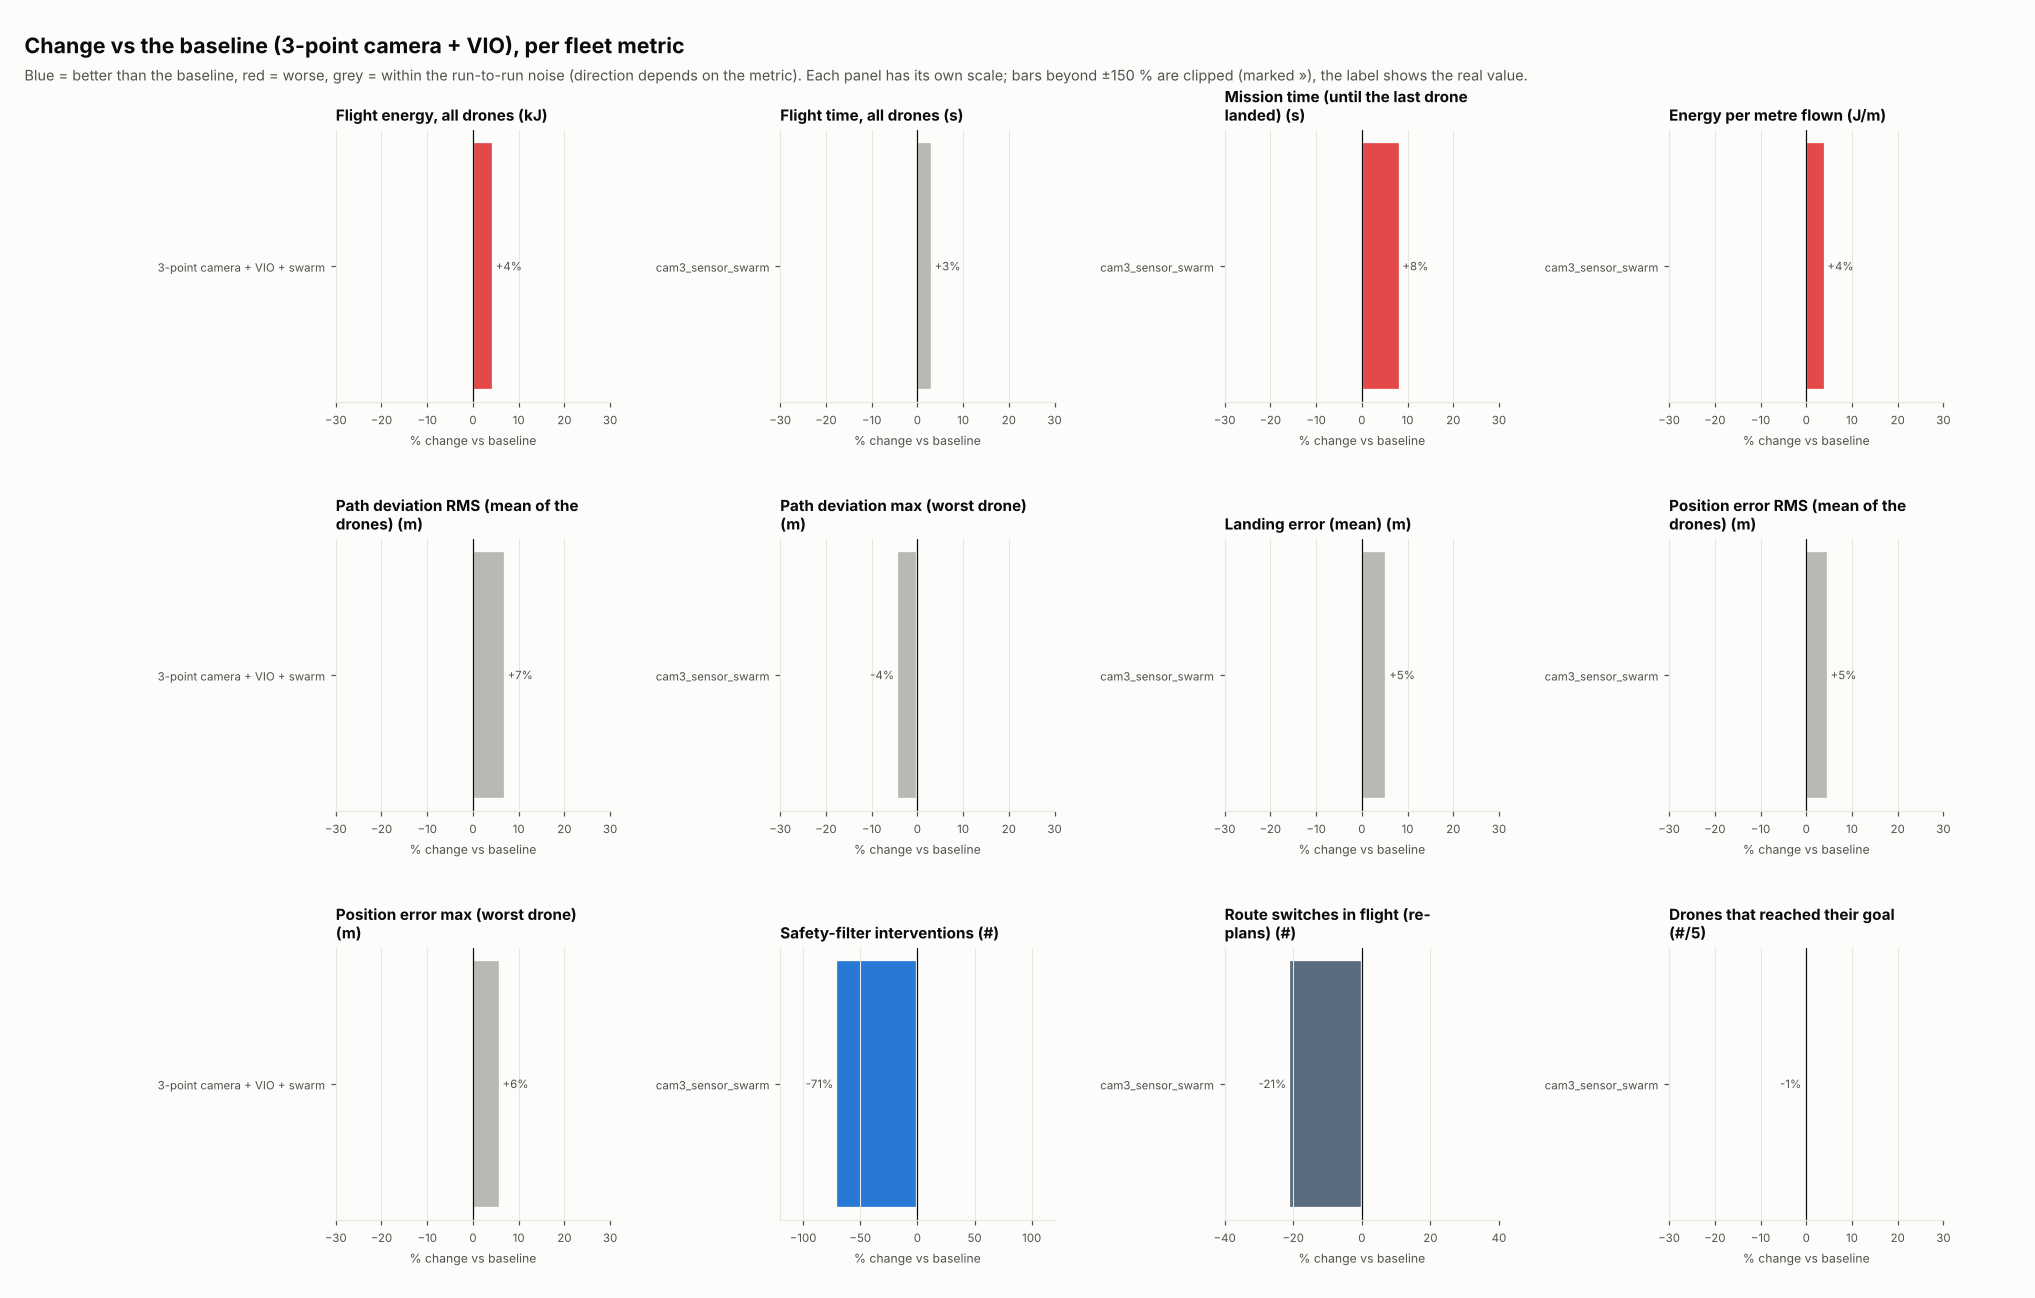 Change vs the baseline (3-point camera + VIO), per fleet metric
Blue = better than the baseline, red = worse, grey = within the run-to-run noise (direction depends on the metric). Each panel has its own scale; bars beyond ±150 % are clipped (marked »), the label shows the real value.
Flight energy, all drones (kJ)
3-point camera + VIO + swarm
+4%
−30 −20 −10 0 10 20 30
% change vs baseline
Flight time, all drones (s)
cam3_sensor_swarm
+3%
−30 −20 −10 0 10 20 30
% change vs baseline
Mission time (until the last drone
landed) (s)
cam3_sensor_swarm
+8%
−30 −20 −10 0 10 20 30
% change vs baseline
Energy per metre flown (J/m)
cam3_sensor_swarm
+4%
−30 −20 −10 0 10 20 30
% change vs baseline
Path deviation RMS (mean of the
drones) (m)
3-point camera + VIO + swarm
+7%
−30 −20 −10 0 10 20 30
% change vs baseline
Path deviation max (worst drone)
(m)
cam3_sensor_swarm
-4%
−30 −20 −10 0 10 20 30
% change vs baseline
Landing error (mean) (m)
cam3_sensor_swarm
+5%
−30 −20 −10 0 10 20 30
% change vs baseline
Position error RMS (mean of the
drones) (m)
cam3_sensor_swarm
+5%
−30 −20 −10 0 10 20 30
% change vs baseline
Position error max (worst drone)
(m)
3-point camera + VIO + swarm
+6%
−30 −20 −10 0 10 20 30
% change vs baseline
Safety-filter interventions (#)
cam3_sensor_swarm
-71%
−100 −50 0 50 100
% change vs baseline
Route switches in flight (re-
plans) (#)
cam3_sensor_swarm
-21%
−40 −20 0 20 40
% change vs baseline
Drones that reached their goal
(#/5)
cam3_sensor_swarm
-1%
−30 −20 −10 0 10 20 30
% change vs baseline